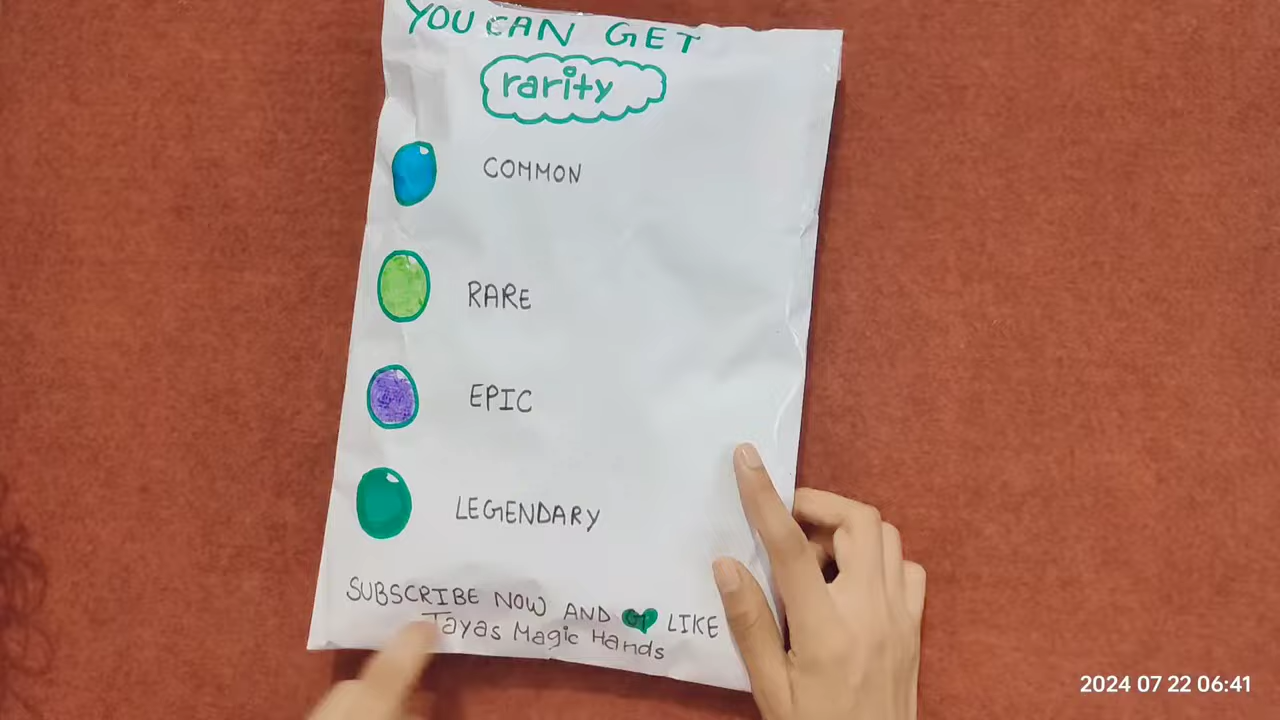 YOU CAN GET
rarity
COMMON
RARE
EPIC
LEGENDARY
SUBSCRIBE NOW AND LIKE
Jayas Magic Hands
2024 07 22 06:41